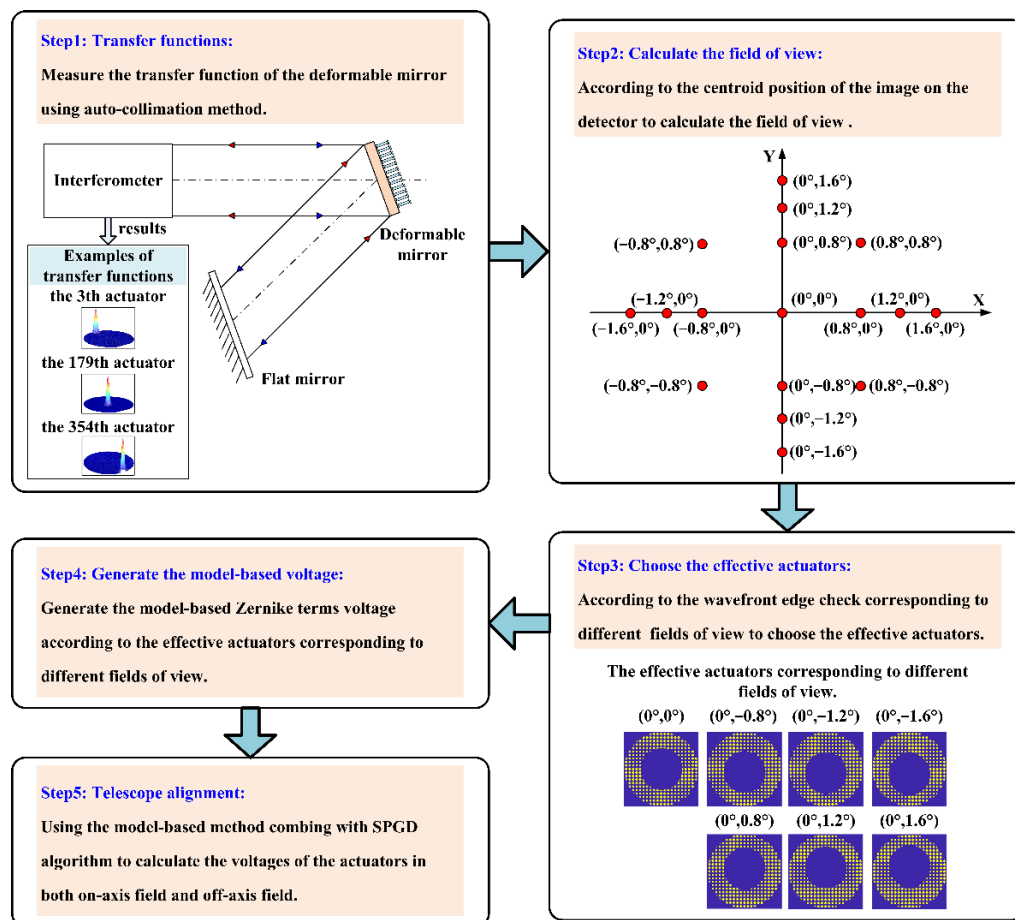 Step1: Transfer functions:
Measure the transfer function of the deformable mirror
using auto-collimation method.
Interferometer
results
Examples of
transfer functions
the 3th actuator
the 179th actuator
the 354th actuator
Deformable
mirror
Flat mirror
Step2: Calculate the field of view:
According to the centroid position of the image on the
detector to calculate the field of view .
Y
(0°,1.6°)
(0°,1.2°)
(−0.8°,0.8°)
(0°,0.8°)
(0.8°,0.8°)
(−1.2°,0°)
(0°,0°)
(1.2°,0°)
X
(−1.6°,0°)
(−0.8°,0°)
(0.8°,0°)
(1.6°,0°)
(−0.8°,−0.8°)
(0°,−0.8°)
(0.8°,−0.8°)
(0°,−1.2°)
(0°,−1.6°)
Step3: Choose the effective actuators:
According to the wavefront edge check corresponding to
different fields of view to choose the effective actuators.
The effective actuators corresponding to different
fields of view.
(0°,0°)
(0°,−0.8°)
(0°,−1.2°)
(0°,−1.6°)
(0°,0.8°)
(0°,1.2°)
(0°,1.6°)
Step4: Generate the model-based voltage:
Generate the model-based Zernike terms voltage
according to the effective actuators corresponding to
different fields of view.
Step5: Telescope alignment:
Using the model-based method combing with SPGD
algorithm to calculate the voltages of the actuators in
both on-axis field and off-axis field.